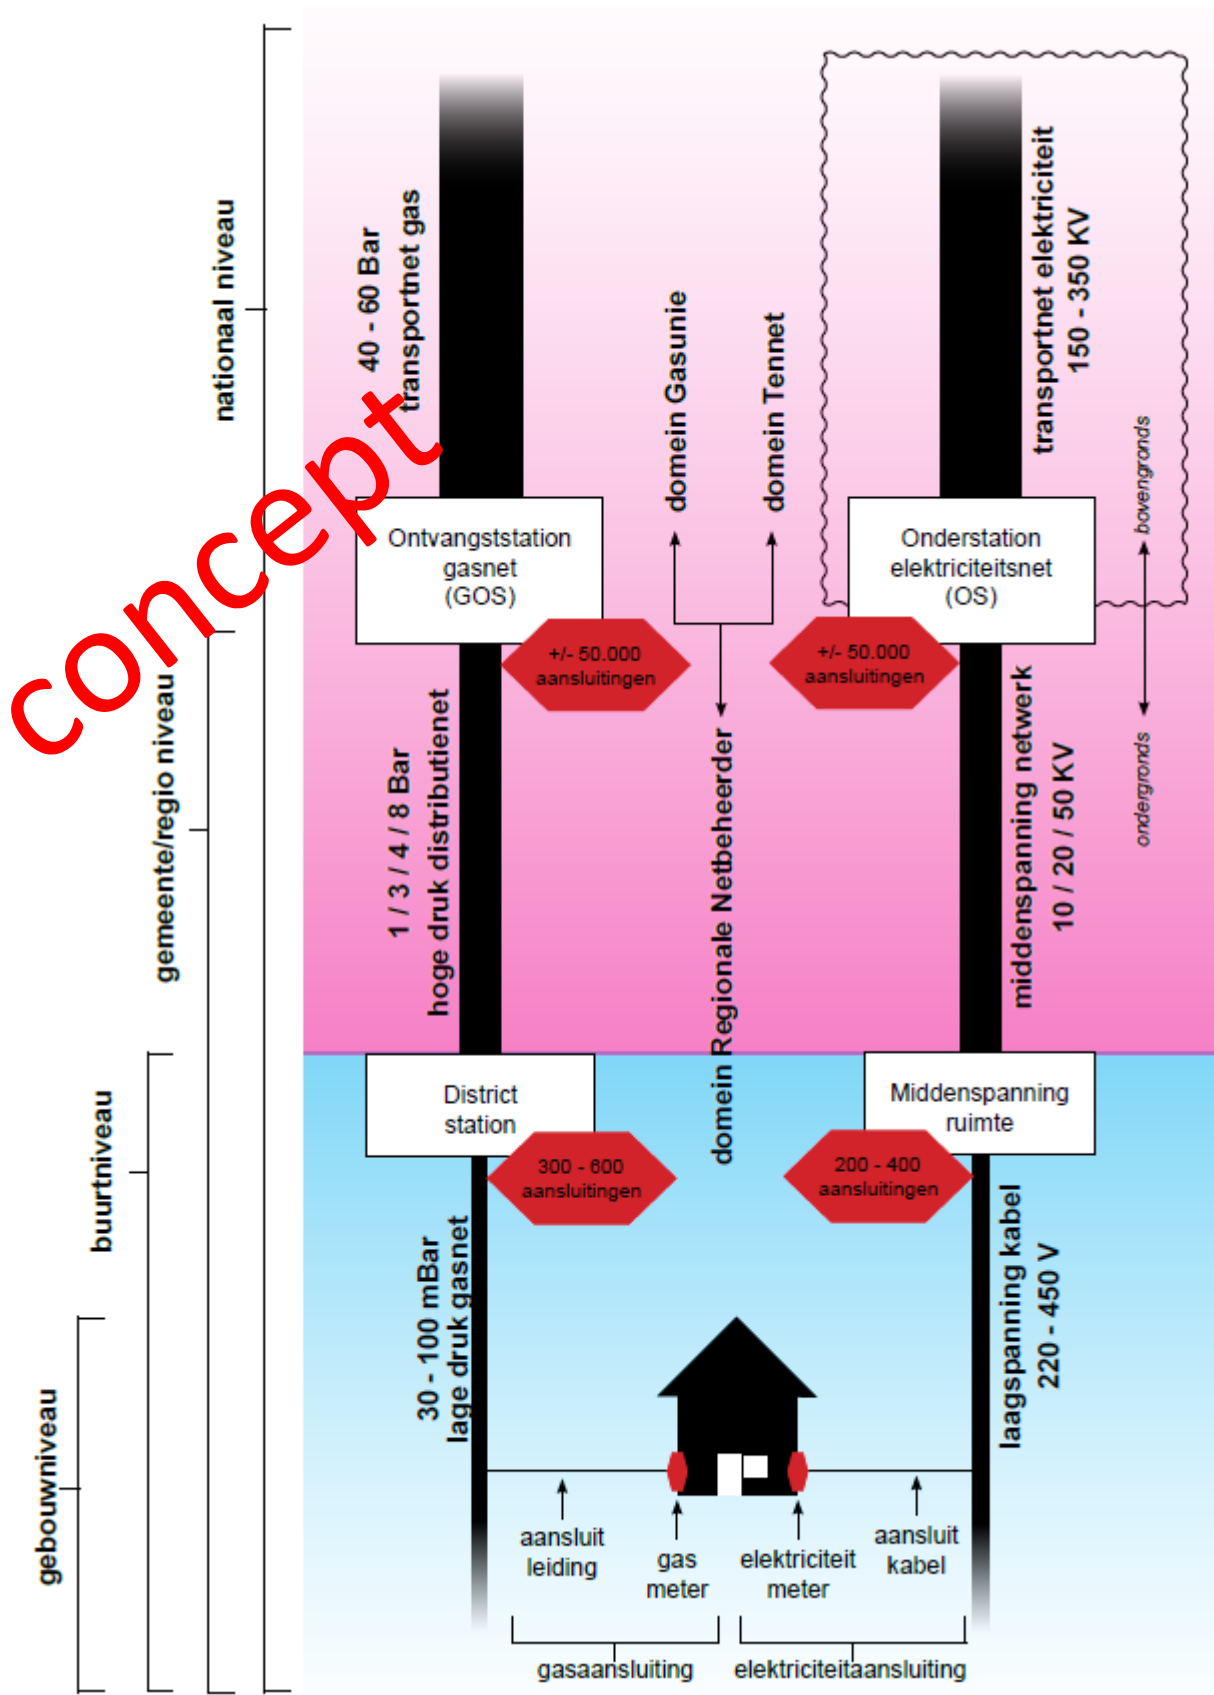 nationaal niveau
gemeente/regio niveau
buurtniveau
gebouwniveau
concept
40 - 60 Bar
transportnet gas
domein Gasunie
domein Tennet
transportnet elektriciteit
150 - 350 KV
bovengronds
ondergronds
Ontvangststation
gasnet
(GOS)
Onderstation
elektriciteitsnet
(OS)
+/- 50.000
aansluitingen
+/- 50.000
aansluitingen
1 / 3 / 4 / 8 Bar
hoge druk distributienet
domein Regionale Netbeheerder
middenspanning netwerk
10 / 20 / 50 KV
District
station
Middenspanning
ruimte
300 - 600
aansluitingen
200 - 400
aansluitingen
30 - 100 mBar
lage druk gasnet
laagspanning kabel
220 - 450 V
aansluit
leiding
gas
meter
elektriciteit
meter
aansluit
kabel
gasaansluiting
elektriciteitaansluiting